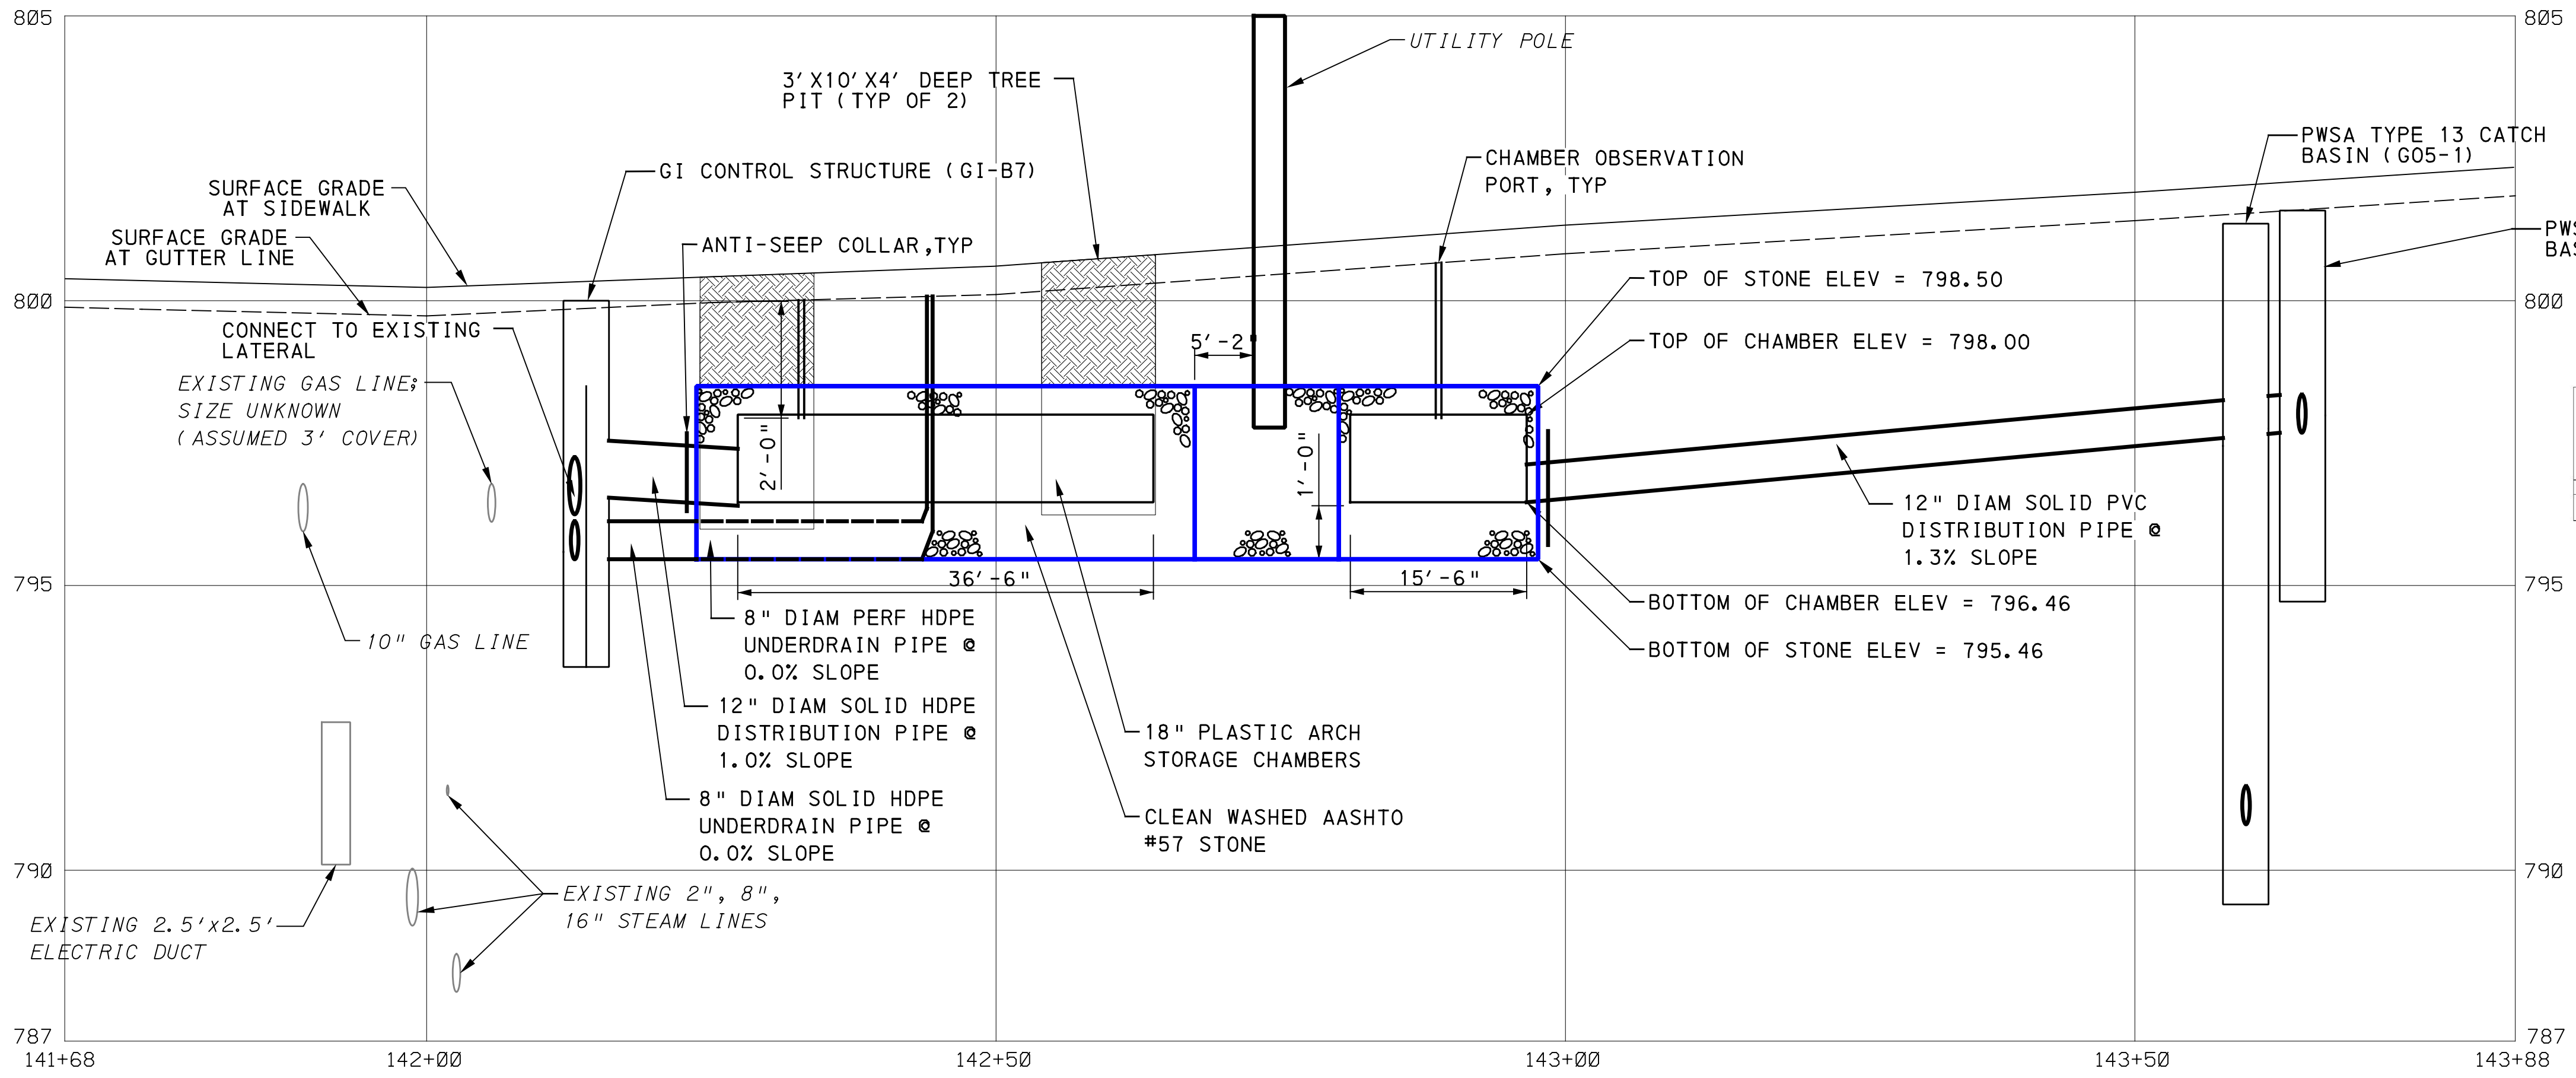 805
805
UTILITY POLE
3'X10'X4' DEEP TREE
PIT (TYP OF 2)
PWSA TYPE 13 CATCH
BASIN (G05-1)
CHAMBER OBSERVATION
PORT, TYP
GI CONTROL STRUCTURE (GI-B7)
SURFACE GRADE
AT SIDEWALK
SURFACE GRADE
AT GUTTER LINE
ANTI-SEEP COLLAR,TYP
PWS
BAS
TOP OF STONE ELEV = 798.50
800
800
CONNECT TO EXISTING
LATERAL
5'-2"
TOP OF CHAMBER ELEV = 798.00
EXISTING GAS LINE;
SIZE UNKNOWN
(ASSUMED 3' COVER)
2'-0"
1'-0"
12" DIAM SOLID PVC
DISTRIBUTION PIPE @
1.3% SLOPE
795
795
36'-6"
15'-6"
BOTTOM OF CHAMBER ELEV = 796.46
8" DIAM PERF HDPE
UNDERDRAIN PIPE @
0.0% SLOPE
10" GAS LINE
BOTTOM OF STONE ELEV = 795.46
12" DIAM SOLID HDPE
DISTRIBUTION PIPE @
1.0% SLOPE
18" PLASTIC ARCH
STORAGE CHAMBERS
8" DIAM SOLID HDPE
UNDERDRAIN PIPE @
0.0% SLOPE
CLEAN WASHED AASHTO
#57 STONE
790
790
EXISTING 2", 8",
16" STEAM LINES
EXISTING 2.5'x2.5'
ELECTRIC DUCT
787
787
141+68
142+00
142+50
143+00
143+50
143+88